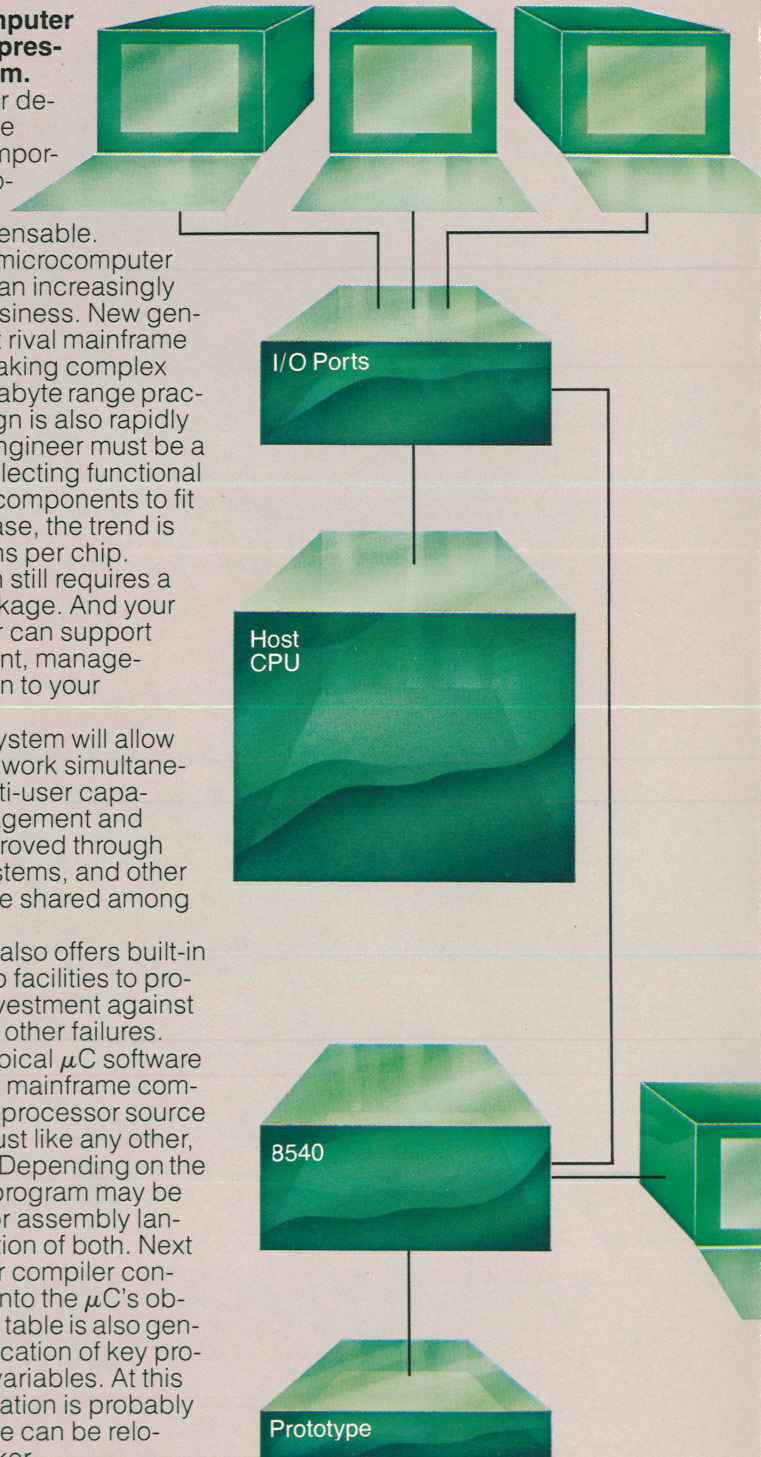 mputer
pres-
m.
r de-
e
mpor-
o-
ensable.
microcomputer
an increasingly
siness. New gen-
t rival mainframe
aking complex
abyte range prac-
gn is also rapidly
ngineer must be a
lecting functional
components to fit
ase, the trend is
ns per chip.
n still requires a
kage. And your
r can support
nt, manage-
n to your
ystem will allow
work simultane-
ti-user capa-
agement and
roved through
stems, and other
e shared among
also offers built-in
p facilities to pro-
vestment against
other failures.
pical μC software
mainframe com-
processor source
ust like any other,
Depending on the
program may be
or assembly lan-
tion of both. Next
r compiler con-
nto the μC's ob-
table is also gen-
cation of key pro-
variables. At this
ation is probably
e can be relo-
I/O Ports
Host
CPU
8540
Prototype